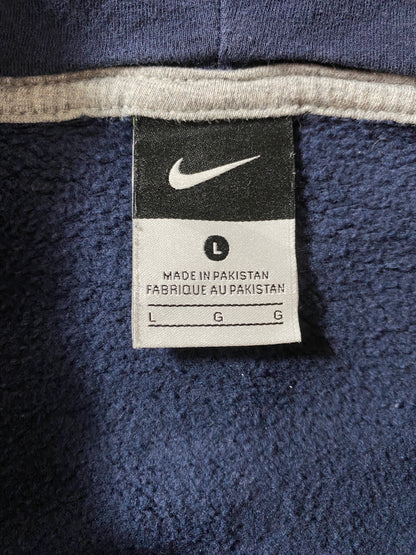 L
MADE IN PAKISTAN
FABRIQUE AU PAKISTAN
L G G